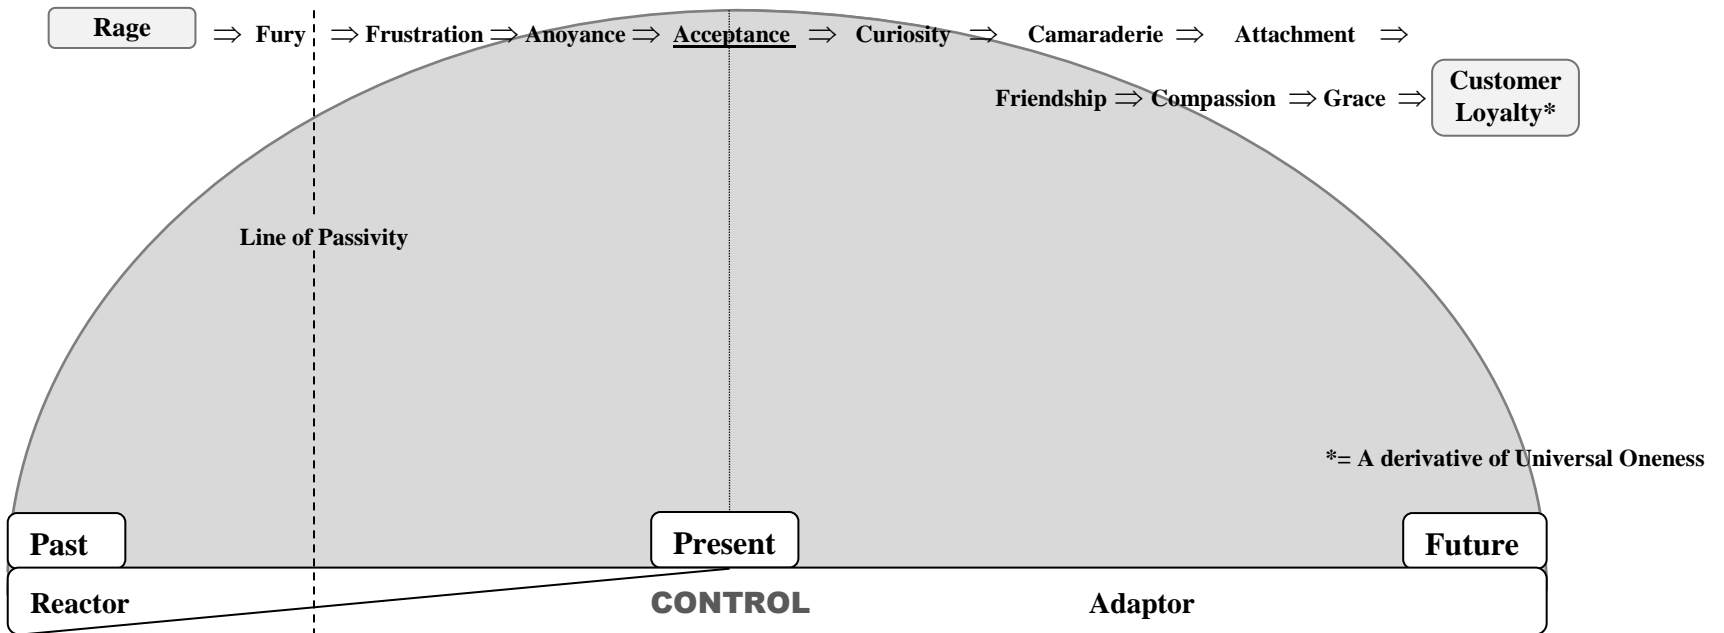 Rage ⇒ Fury ⇒ Frustration ⇒ Anoyance ⇒ Acceptance ⇒ Curiosity ⇒ Camaraderie ⇒ Attachment ⇒
Friendship ⇒ Compassion ⇒ Grace ⇒ Customer
Loyalty*
Line of Passivity
*= A derivative of Universal Oneness
Past Present Future
Reactor CONTROL Adaptor